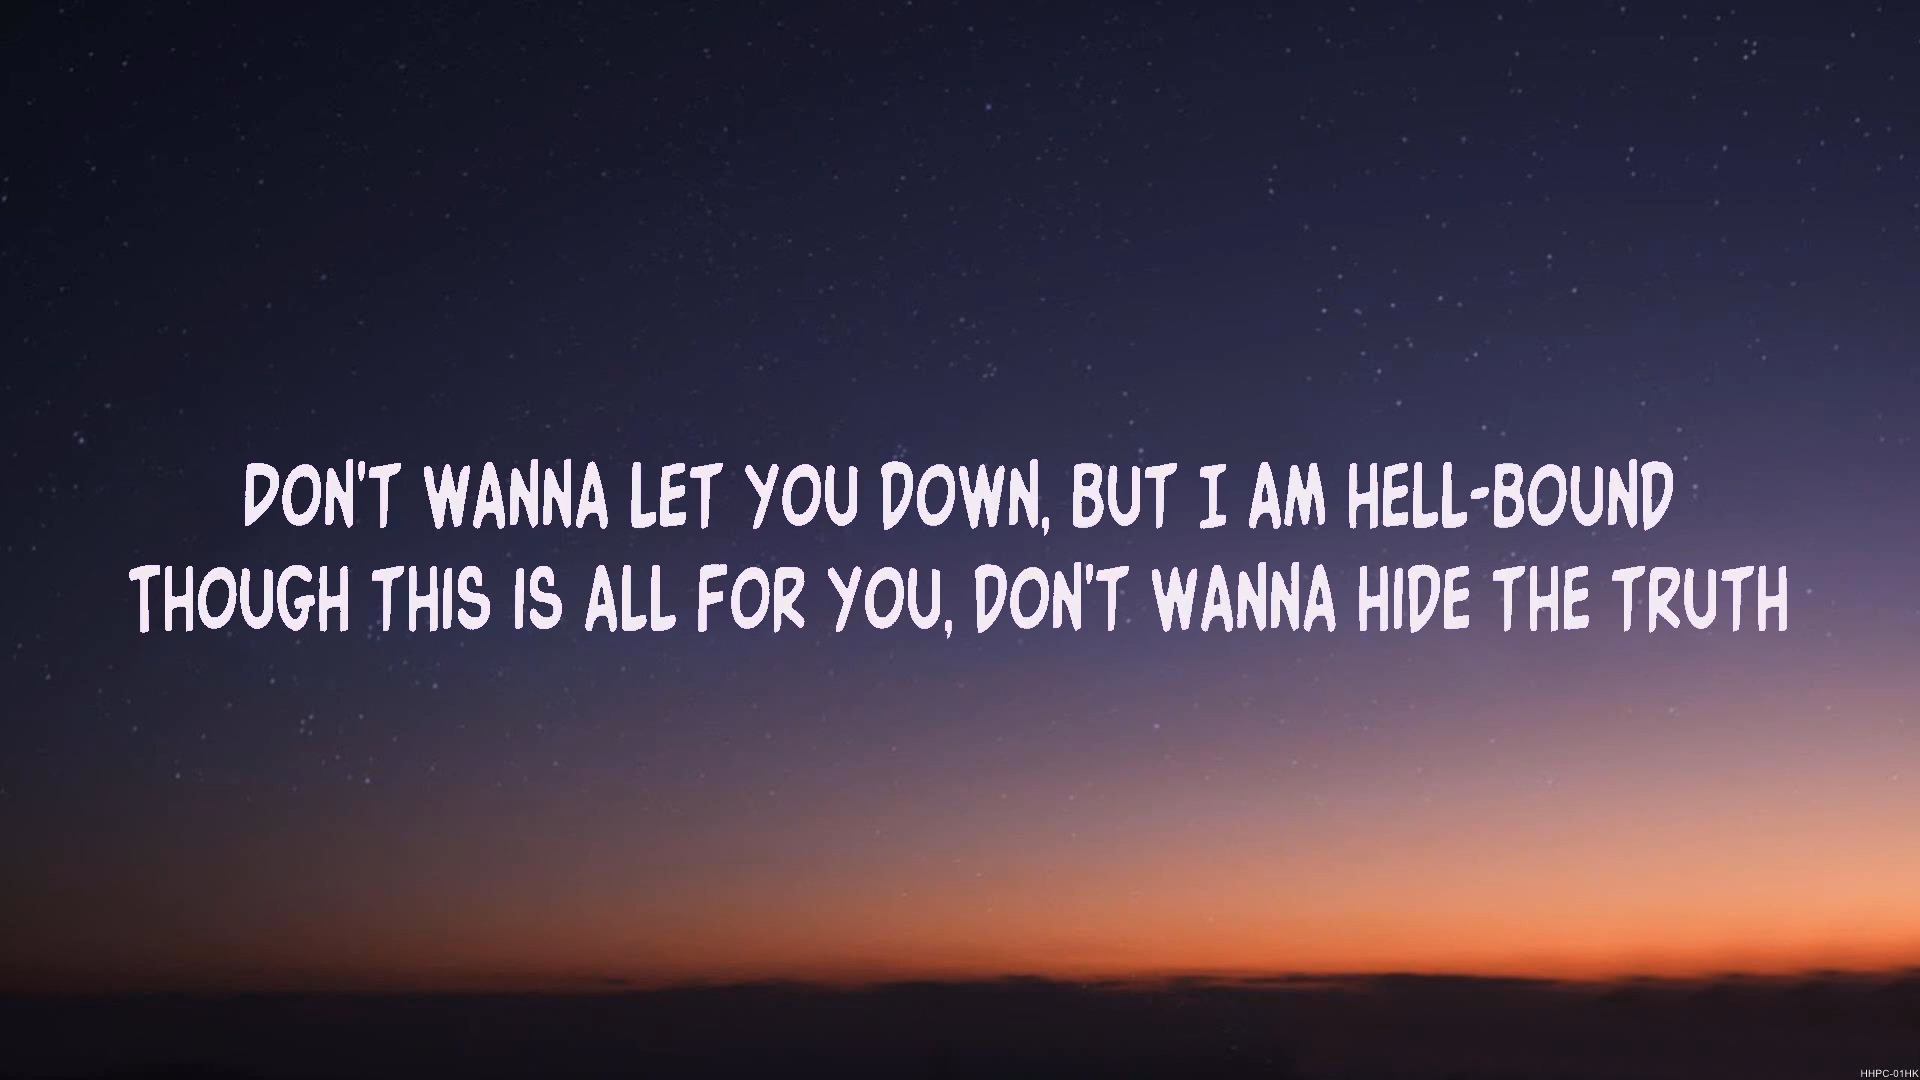 DON'T WANNA LET YOU DOWN, BUT I AM HELL-BOUND
THOUGH THIS IS ALL FOR YOU, DON'T WANNA HIDE THE TRUTH
HHPC-01HK